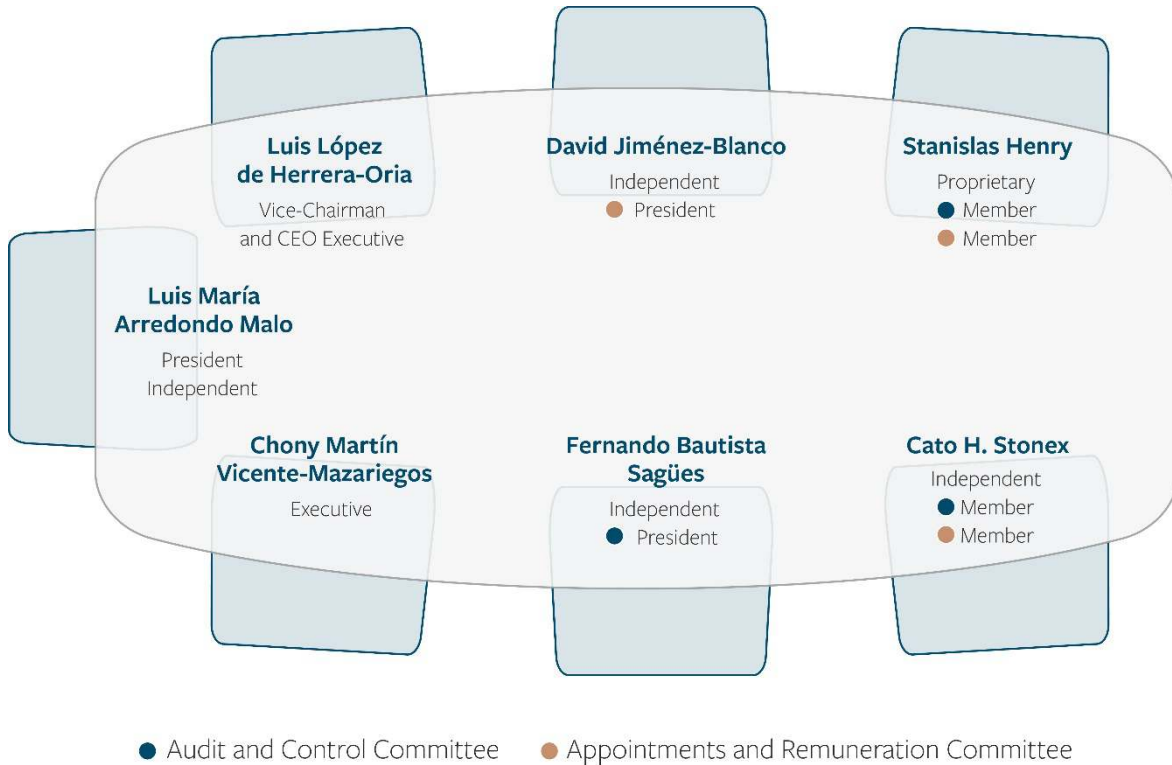 Luis López
de Herrera-Oria
Vice-Chairman
and CEO Executive
David Jiménez-Blanco
Independent
President
Stanislas Henry
Proprietary
Member
Member
Luis María
Arredondo Malo
President
Independent
Chony Martín
Vicente-Mazariegos
Executive
Fernando Bautista
Sagües
Independent
President
Cato H. Stonex
Independent
Member
Member
Audit and Control Committee
Appointments and Remuneration Committee